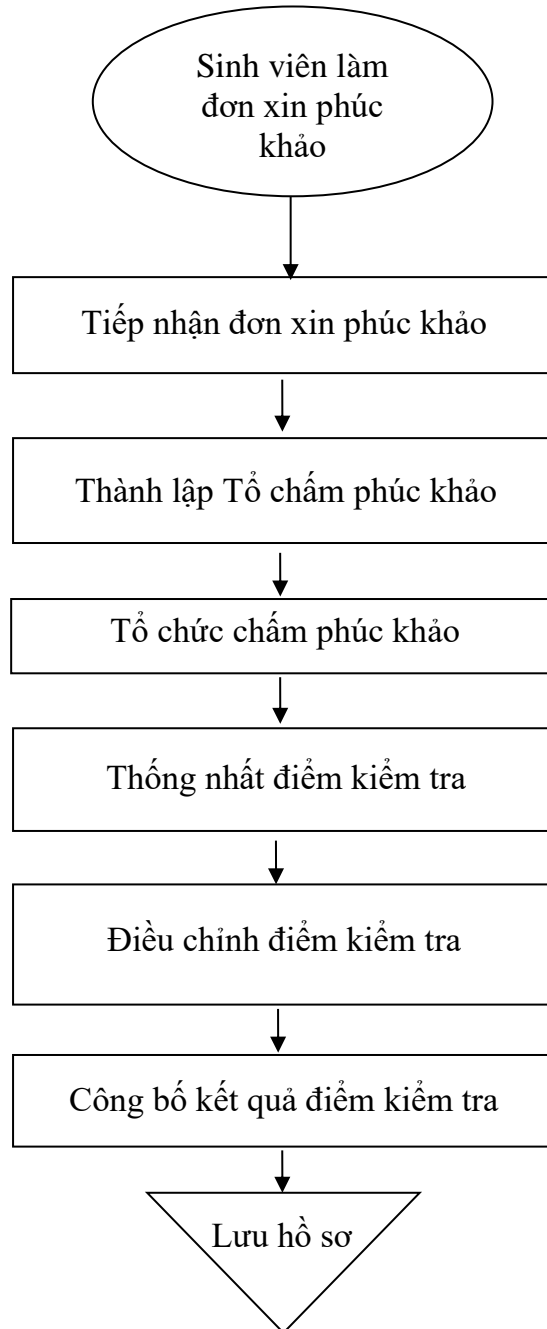 Sinh viên làm
đơn xin phúc
khảo
Tiếp nhận đơn xin phúc khảo
Thành lập Tổ chấm phúc khảo
Tổ chức chấm phúc khảo
Thống nhất điểm kiểm tra
Điều chỉnh điểm kiểm tra
Công bố kết quả điểm kiểm tra
Lưu hồ sơ